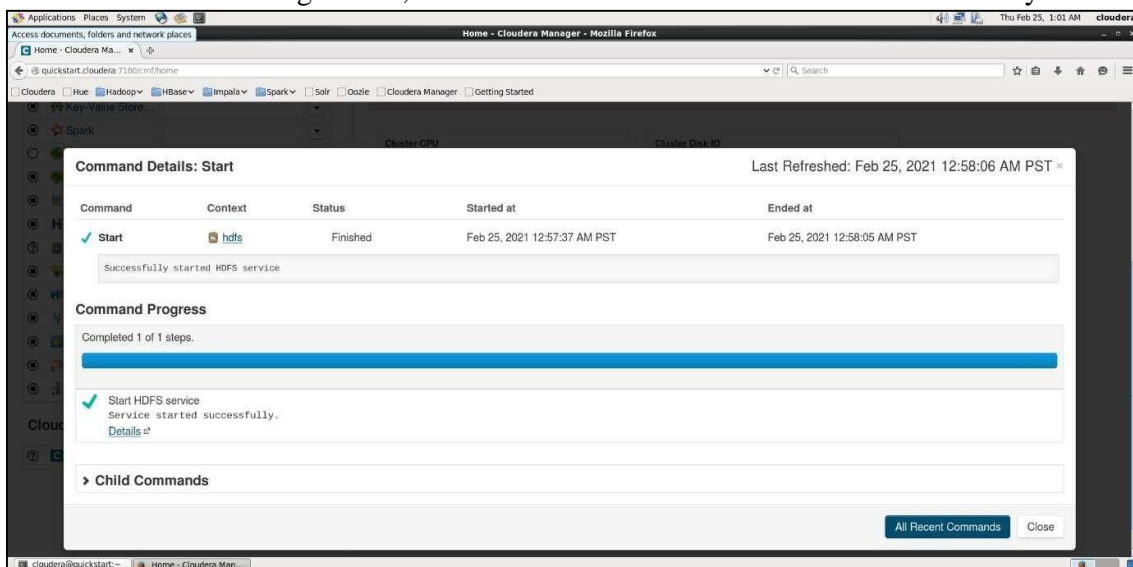 Applications Places System Thu Feb 25, 1:01 AM cloudera
Access documents, folders and network places Home - Cloudera Manager - Mozilla Firefox
Home - Cloudera Ma...
quickstart.cloudera:7180/cmf/home Search
Cloudera Hue Hadoop HBase Impala Spark Solr Oozie Cloudera Manager Getting Started
Key-Value Store...
Spark
Cluster CPU Cluster Disk IO
Command Details: Start Last Refreshed: Feb 25, 2021 12:58:06 AM PST
Command Context Status Started at Ended at
Start hdfs Finished Feb 25, 2021 12:57:37 AM PST Feb 25, 2021 12:58:05 AM PST
Successfully started HDFS service
Command Progress
Completed 1 of 1 steps.
Start HDFS service
Service started successfully.
Details
Cloud
Child Commands
All Recent Commands Close
cloudera@quickstart:~ Home - Cloudera Man...